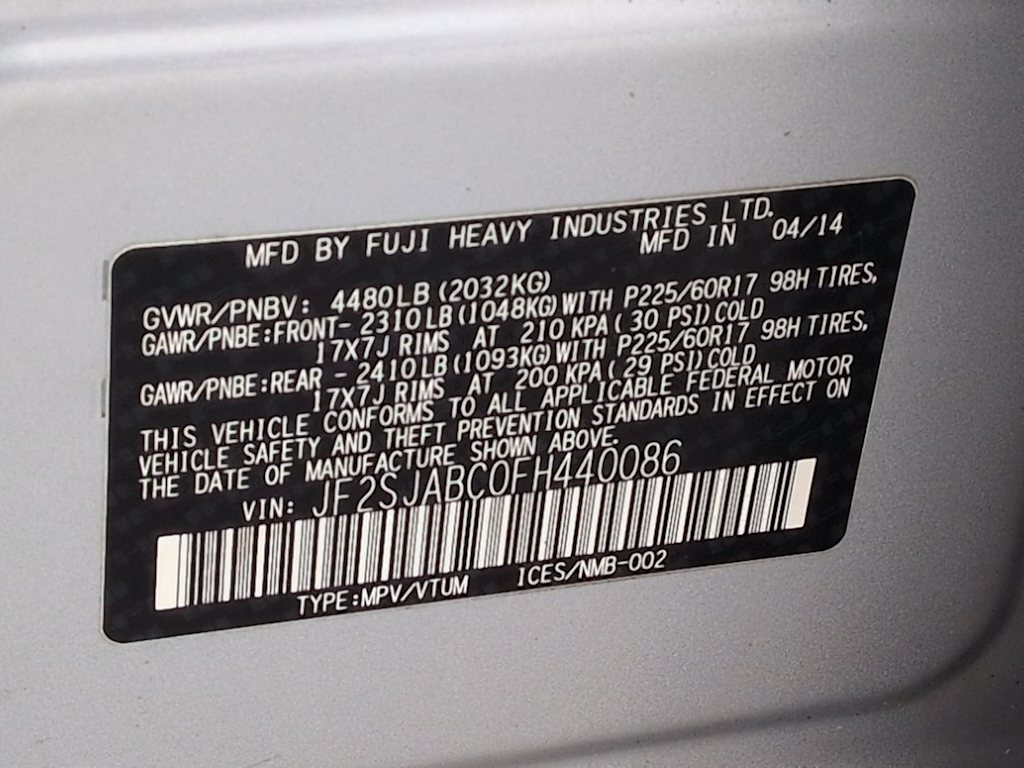 MFD BY FUJI HEAVY INDUSTRIES LTD.
MFD IN 04/14
GVWR/PNBV: 4480LB (2032KG)
GAWR/PNBE:FRONT- 2310LB (1048KG) WITH P225/60R17 98H TIRES,
17X7J RIMS AT 210 KPA ( 30 PSI) COLD
GAWR/PNBE:REAR - 2410LB (1093KG) WITH P225/60R17 98H TIRES,
17X7J RIMS AT 200 KPA ( 29 PSI) COLD
THIS VEHICLE CONFORMS TO ALL APPLICABLE FEDERAL MOTOR
VEHICLE SAFETY AND THEFT PREVENTION STANDARDS IN EFFECT ON
THE DATE OF MANUFACTURE SHOWN ABOVE.
VIN: JF2SJABC0FH440086
TYPE:MPV/VTUM ICES/NMB-002